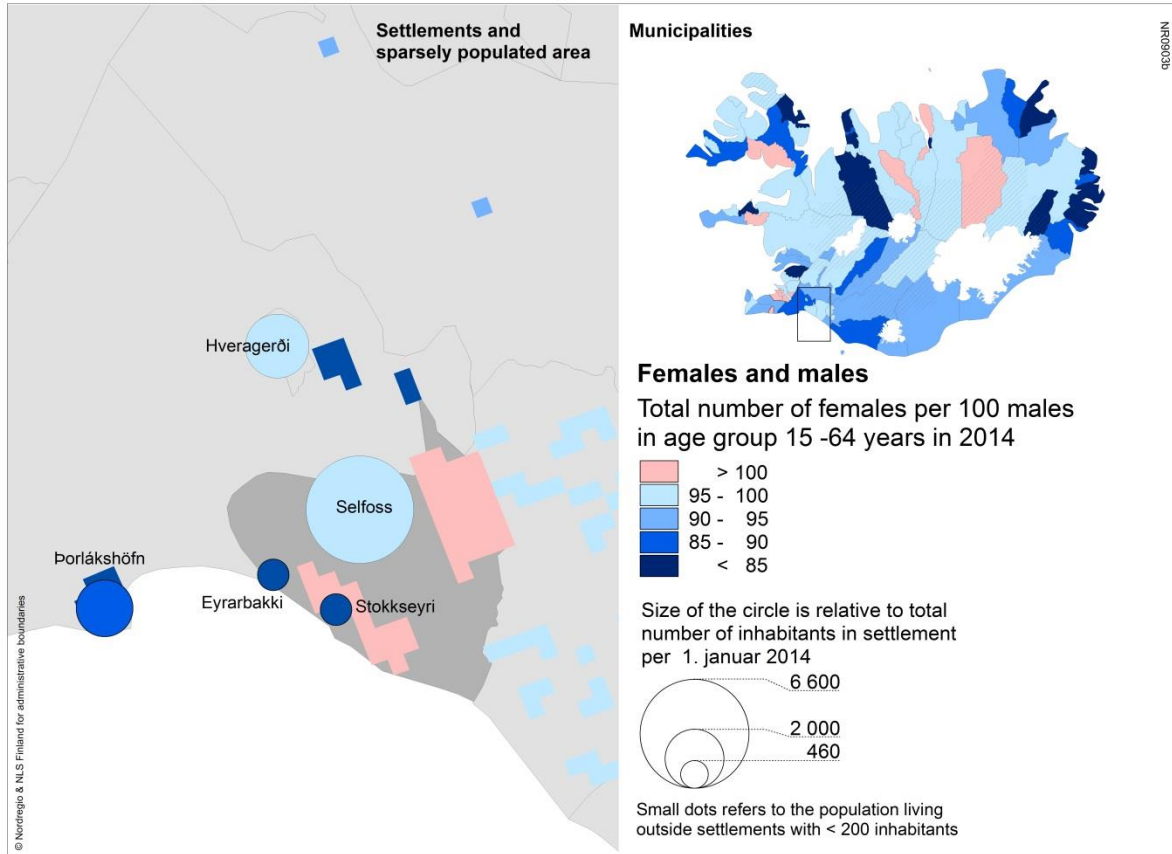 Settlements and
sparsely populated area
Hveragerði
Selfoss
Þorlákshöfn
Eyrarbakki
Stokkseyri
© Nordregio & NLS Finland for administrative boundaries
Municipalities
NR0903b
Females and males
Total number of females per 100 males
in age group 15 -64 years in 2014
> 100
95 - 100
90 - 95
85 - 90
< 85
Size of the circle is relative to total
number of inhabitants in settlement
per 1. januar 2014
6 600
2 000
460
Small dots refers to the population living
outside settlements with < 200 inhabitants